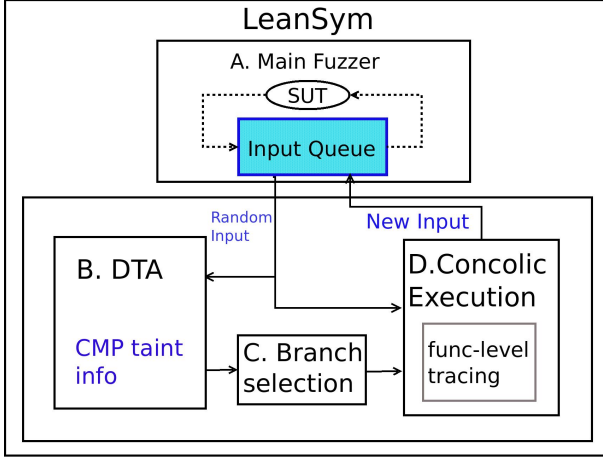 LeanSym
A. Main Fuzzer
SUT
Input Queue
Random
Input
New Input
B. DTA
CMP taint
info
C. Branch
selection
D.Concolic
Execution
func-level
tracing